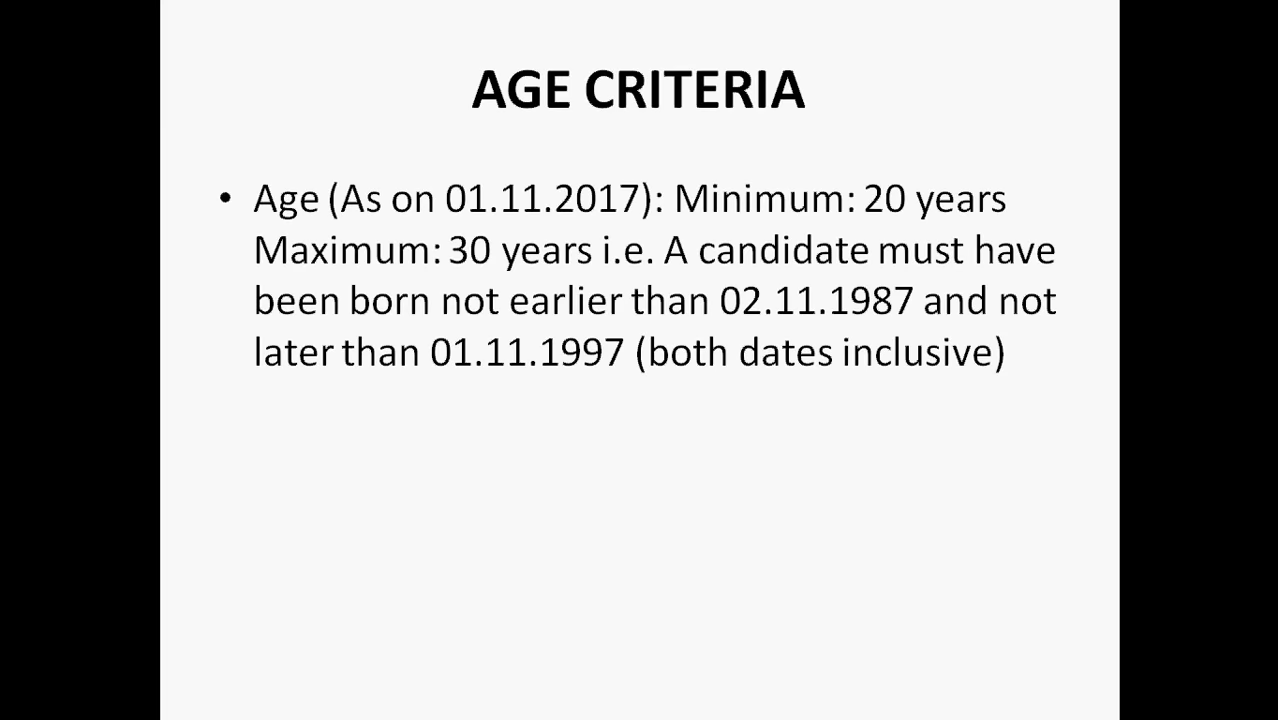 AGE CRITERIA
• Age (As on 01.11.2017): Minimum: 20 years
Maximum: 30 years i.e. A candidate must have
been born not earlier than 02.11.1987 and not
later than 01.11.1997 (both dates inclusive)